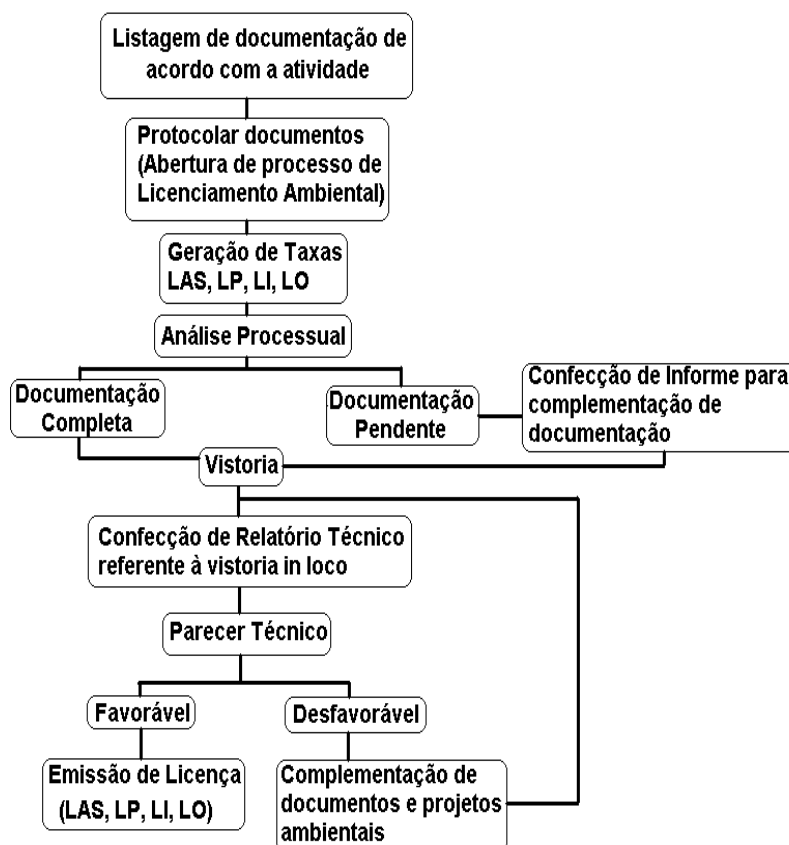 Listagem de documentação de
acordo com a atividade
Protocolar documentos
(Abertura de processo de
Licenciamento Ambiental)
Geração de Taxas
LAS, LP, LI, LO
Análise Processual
Documentação
Completa
Documentação
Pendente
Confecção de Informe para
complementação de
documentação
Vistoria
Confecção de Relatório Técnico
referente à vistoria in loco
Parecer Técnico
Favorável
Desfavorável
Emissão de Licença
(LAS, LP, LI, LO)
Complementação de
documentos e projetos
ambientais